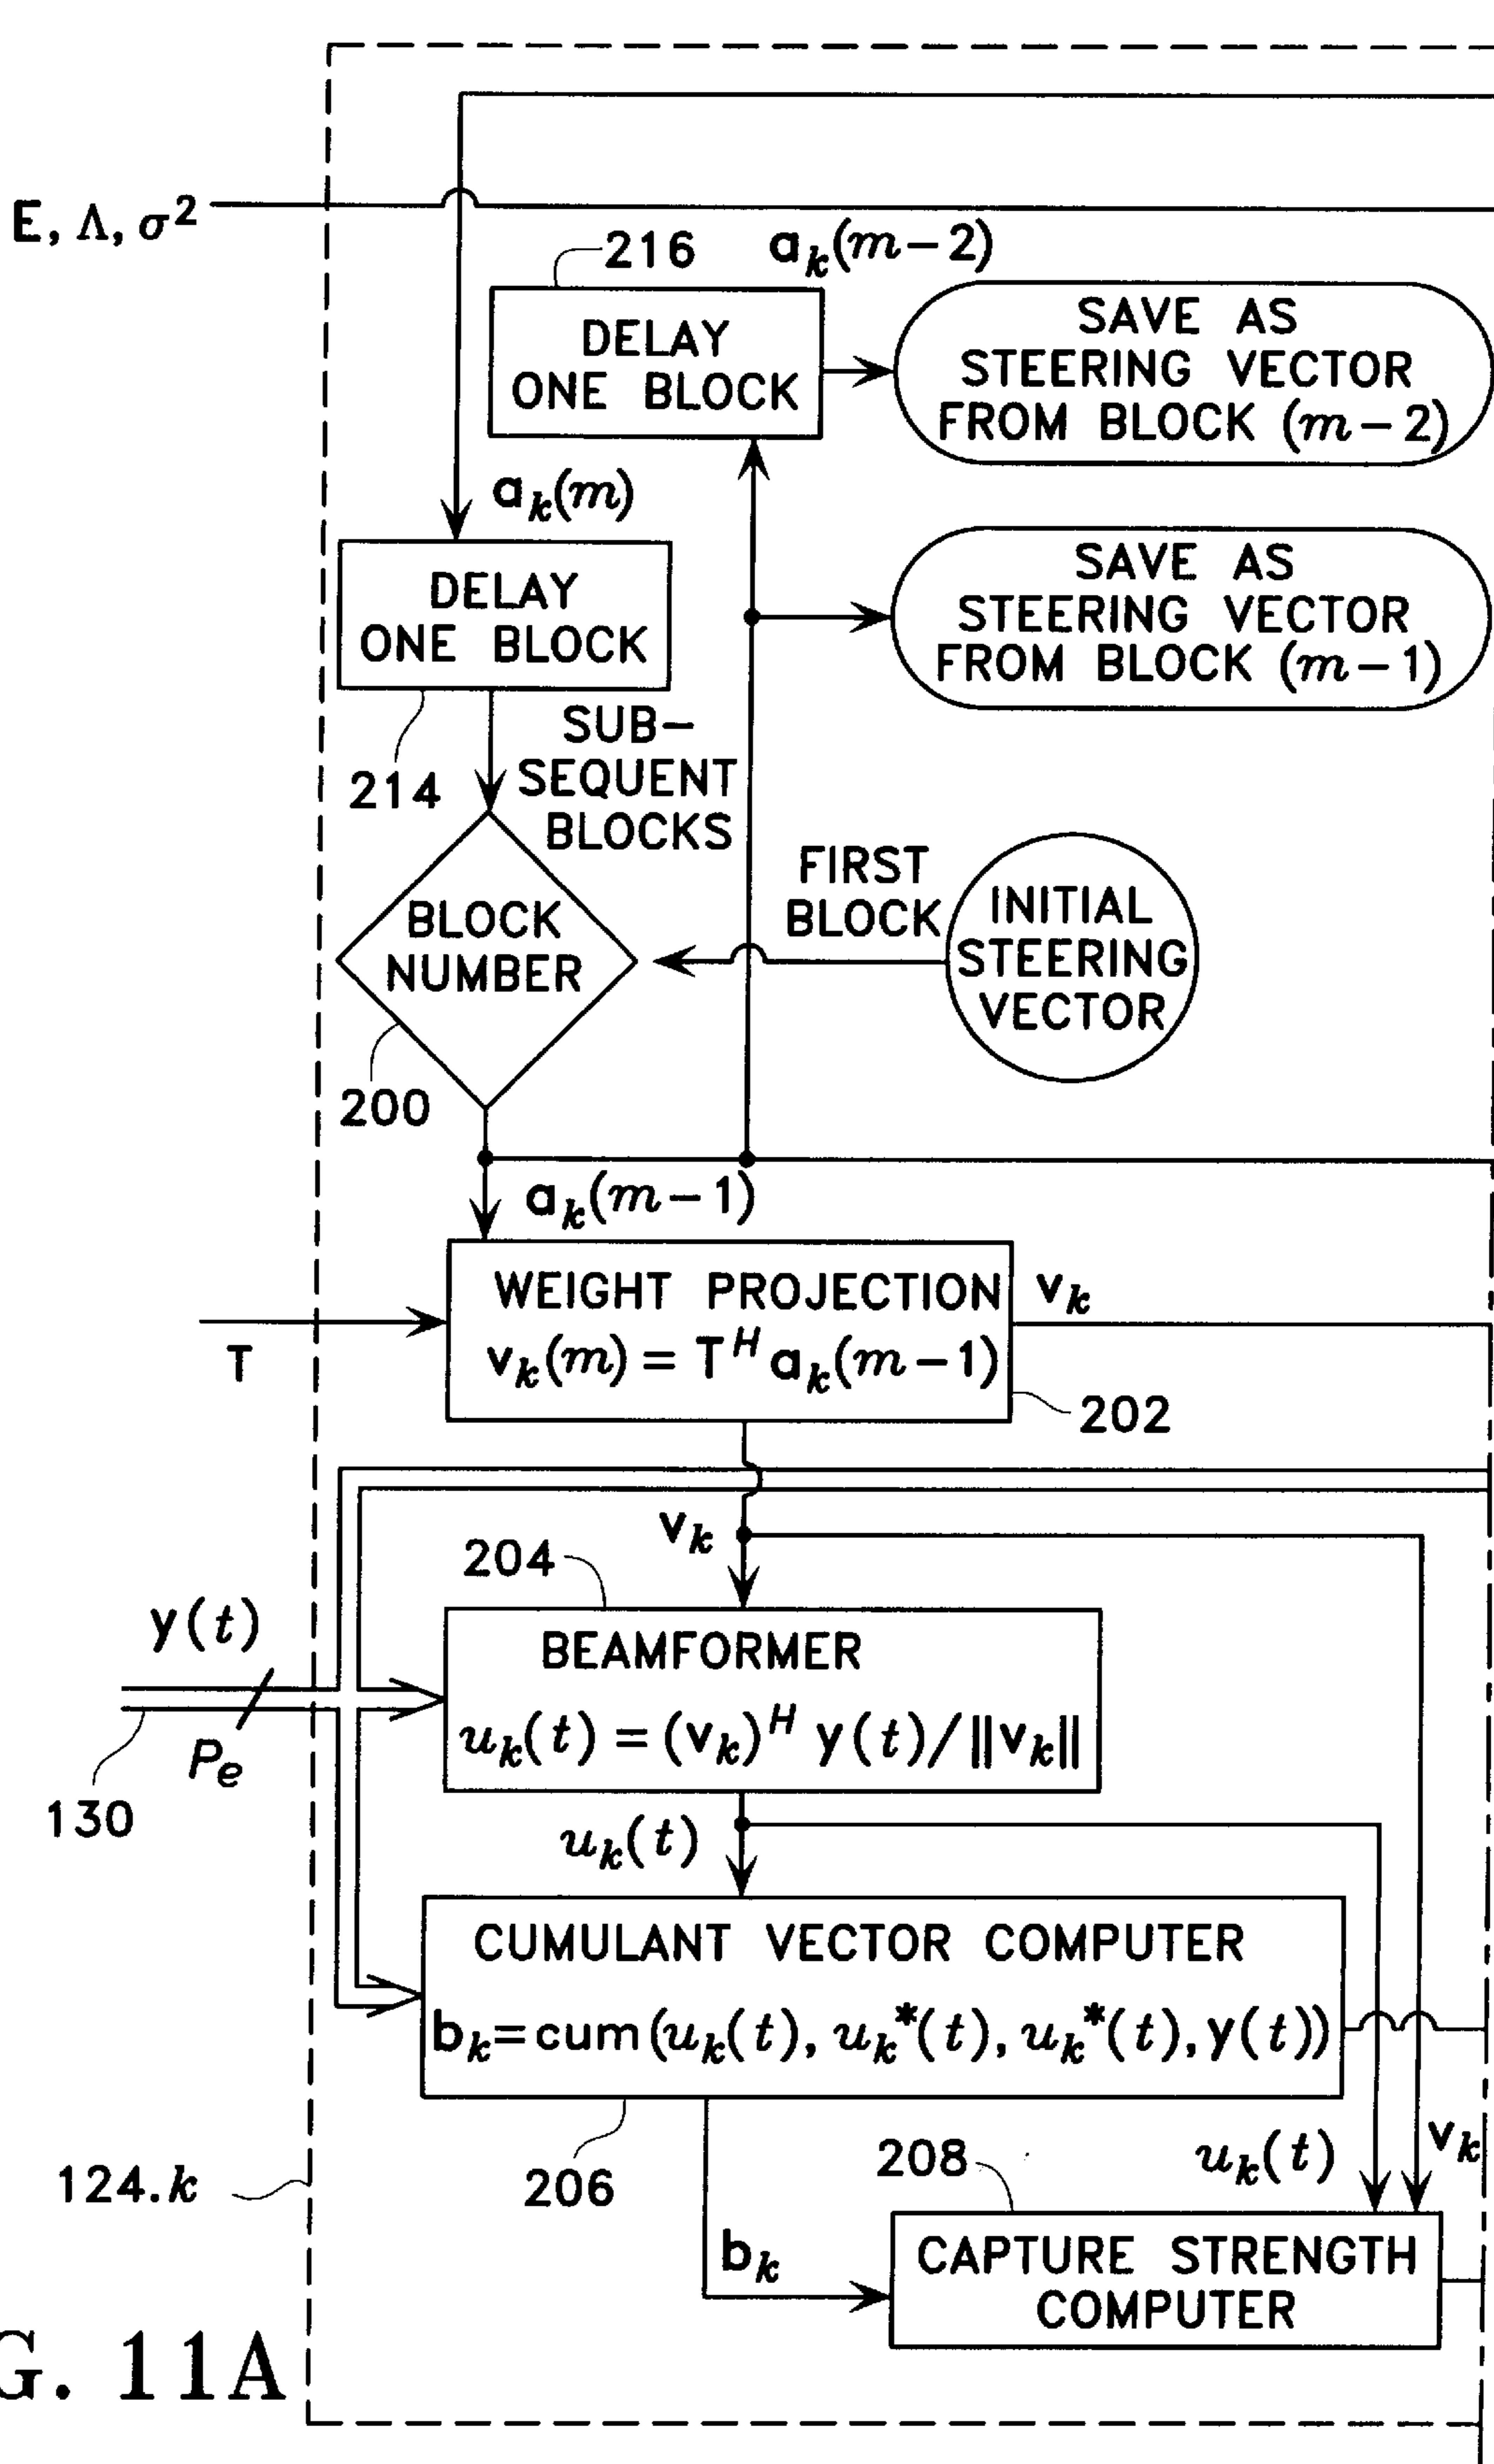 E, Λ, σ²
216
a_k(m−2)
DELAY
ONE BLOCK
SAVE AS
STEERING VECTOR
FROM BLOCK (m−2)
a_k(m)
DELAY
ONE BLOCK
SAVE AS
STEERING VECTOR
FROM BLOCK (m−1)
214
SUB-
SEQUENT
BLOCKS
BLOCK
NUMBER
FIRST
BLOCK
INITIAL
STEERING
VECTOR
200
a_k(m−1)
WEIGHT PROJECTION
v_k(m) = T^H a_k(m−1)
v_k
T
202
v_k
204
y(t)
P_e
130
BEAMFORMER
u_k(t) = (v_k)^H y(t)/‖v_k‖
u_k(t)
CUMULANT VECTOR COMPUTER
b_k=cum(u_k(t), u_k*(t), u_k*(t), y(t))
206
208
u_k(t)
v_k
124.k
b_k
CAPTURE STRENGTH
COMPUTER
G. 11A